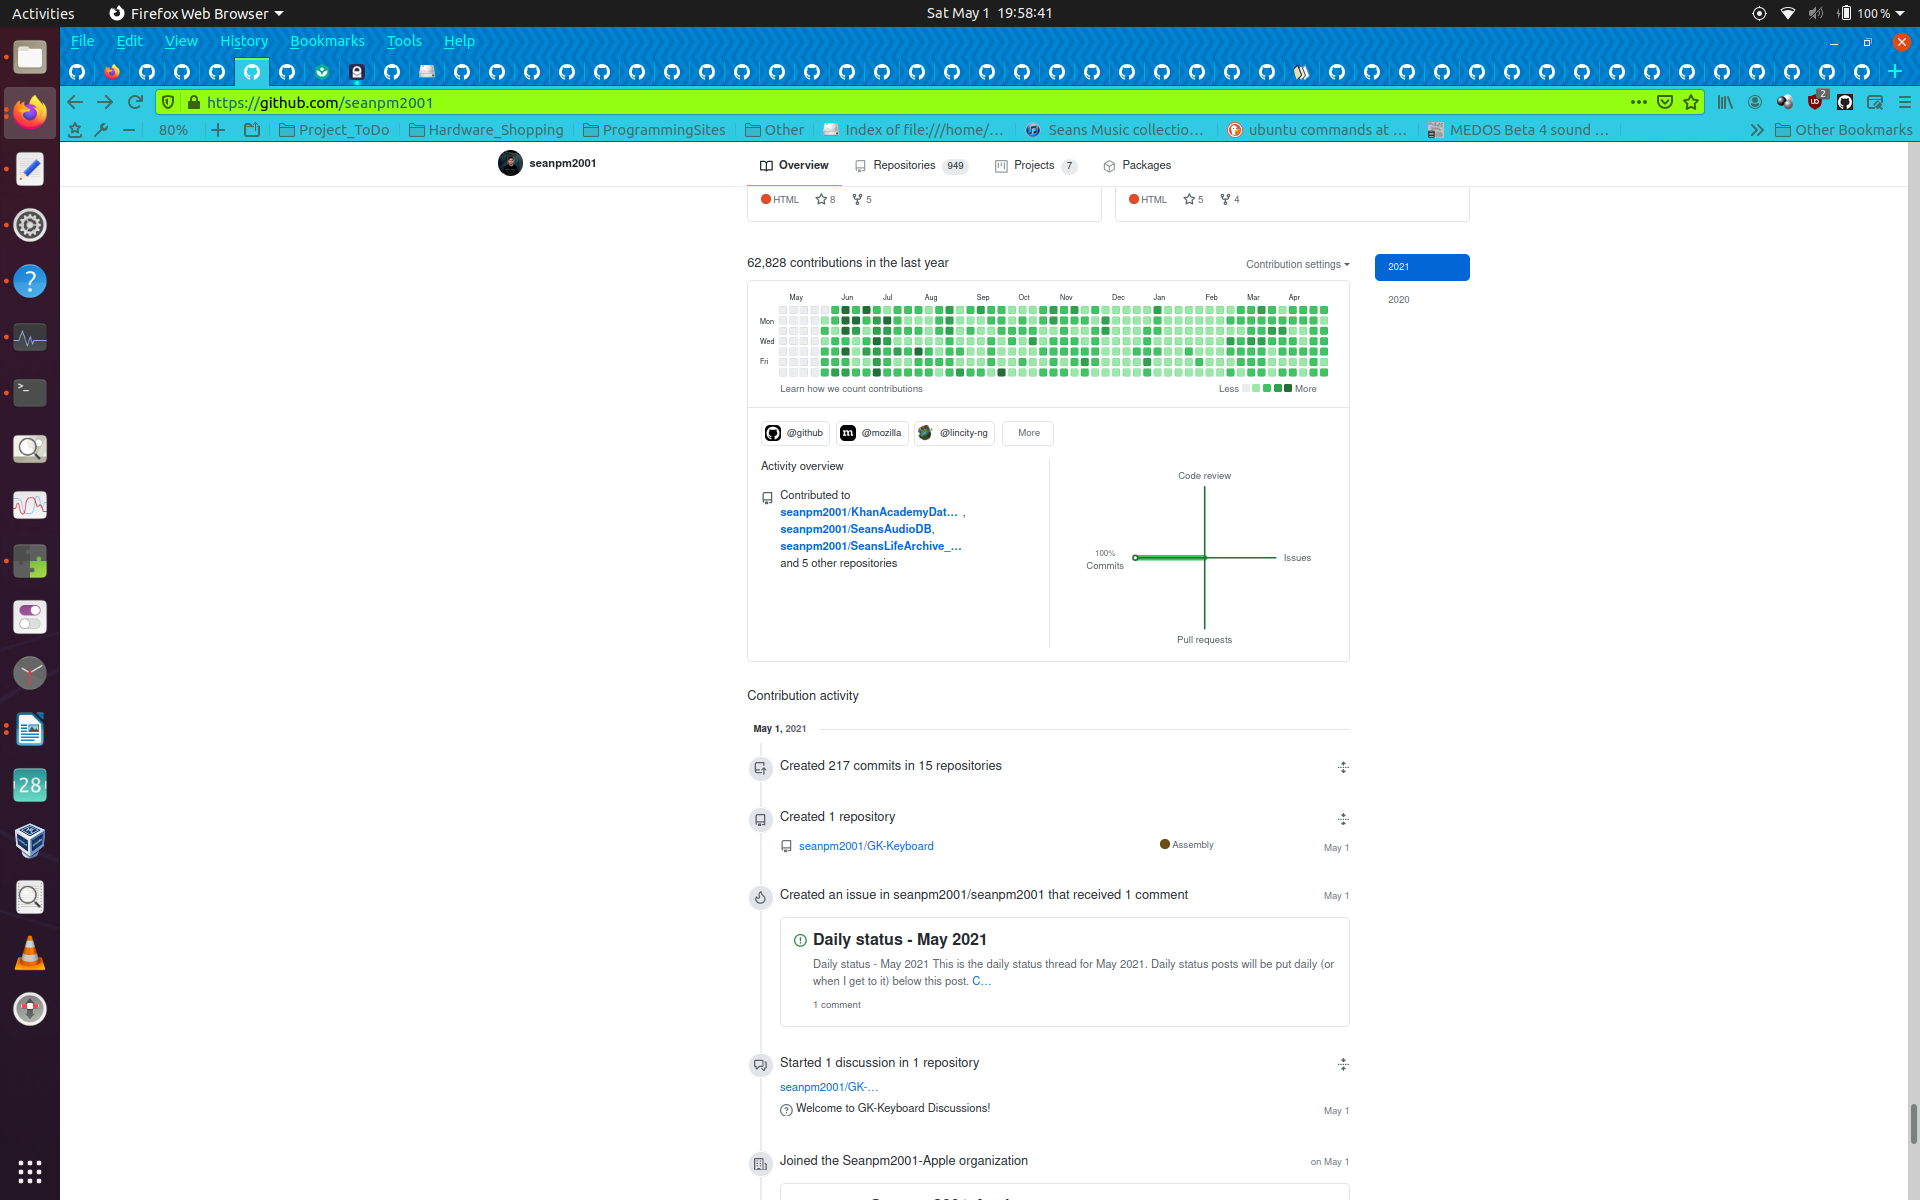 Activities
Firefox Web Browser
Sat May 1 19:58:41
100 %
File Edit View History Bookmarks Tools Help
https://github.com/seanpm2001
2
80%
Project_ToDo
Hardware_Shopping
ProgrammingSites
Other
Index of file:///home/…
Seans Music collectio…
ubuntu commands at …
MEDOS Beta 4 sound …
Other Bookmarks
seanpm2001
Overview
Repositories 949
Projects 7
Packages
HTML 8 5
HTML 5 4
62,828 contributions in the last year
Contribution settings
2021
2020
May Jun Jul Aug Sep Oct Nov Dec Jan Feb Mar Apr
Mon
Wed
Fri
Learn how we count contributions
Less More
@github
@mozilla
@lincity-ng
More
Activity overview
Contributed to
seanpm2001/KhanAcademyDat… ,
seanpm2001/SeansAudioDB,
seanpm2001/SeansLifeArchive_…
and 5 other repositories
Code review
100%
Commits
Issues
Pull requests
Contribution activity
May 1, 2021
Created 217 commits in 15 repositories
Created 1 repository
seanpm2001/GK-Keyboard
Assembly
May 1
Created an issue in seanpm2001/seanpm2001 that received 1 comment
May 1
Daily status - May 2021
Daily status - May 2021 This is the daily status thread for May 2021. Daily status posts will be put daily (or
when I get to it) below this post. C…
1 comment
Started 1 discussion in 1 repository
seanpm2001/GK-…
Welcome to GK-Keyboard Discussions!
May 1
Joined the Seanpm2001-Apple organization
on May 1
28